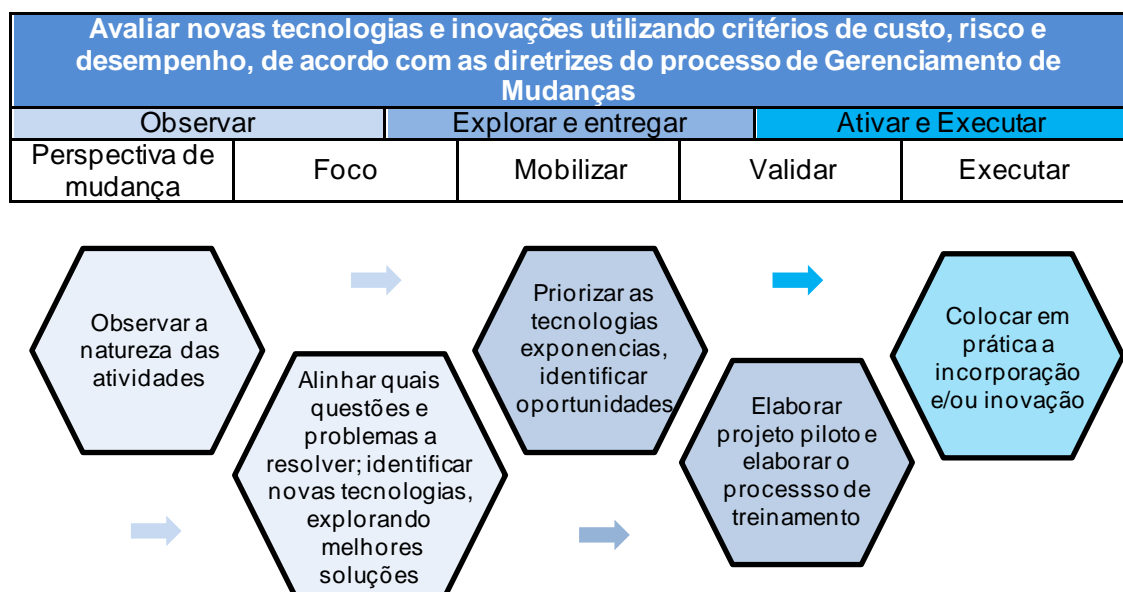 Avaliar novas tecnologias e inovações utilizando critérios de custo, risco e
desempenho, de acordo com as diretrizes do processo de Gerenciamento de
Mudanças
Observar
Explorar e entregar
Ativar e Executar
Perspectiva de
mudança
Foco
Mobilizar
Validar
Executar
Observar a
natureza das
atividades
Alinhar quais
questões e
problemas a
resolver; identificar
novas tecnologias,
explorando
melhores
soluções
Priorizar as
tecnologias
exponencias,
identificar
oportunidades
Elaborar
projeto piloto e
elaborar o
processso de
treinamento
Colocar em
prática a
incorporação
e/ou inovação